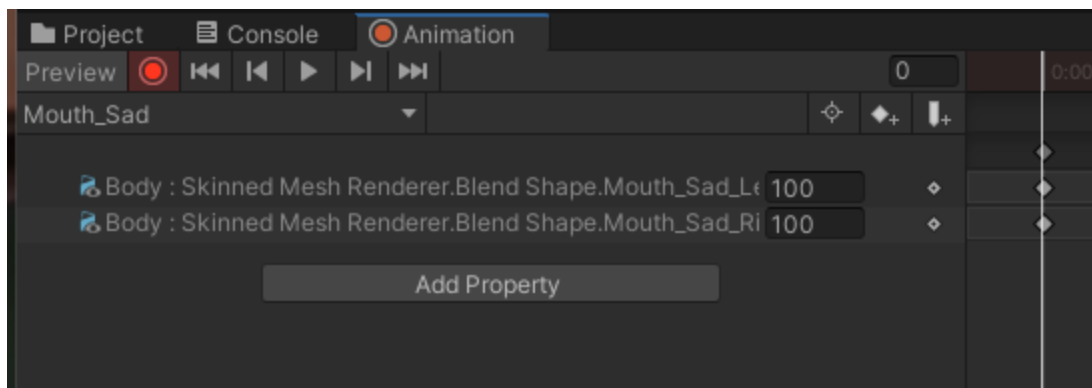 Project Console Animation
Preview 0 0:00
Mouth_Sad
Body : Skinned Mesh Renderer.Blend Shape.Mouth_Sad_Le 100
Body : Skinned Mesh Renderer.Blend Shape.Mouth_Sad_Ri 100
Add Property